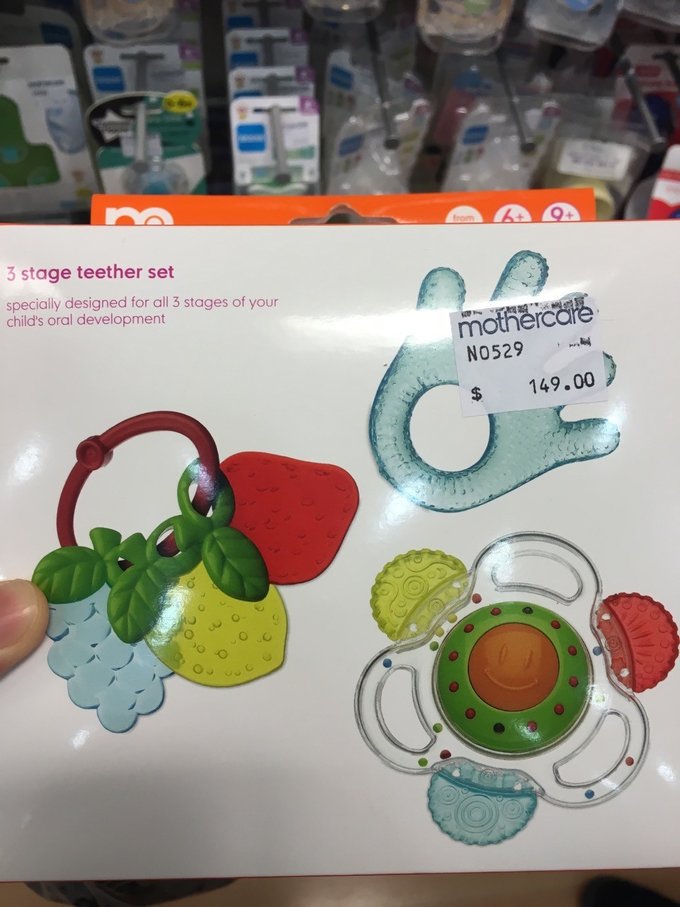 from 6+ 9+
3 stage teether set
specially designed for all 3 stages of your
child's oral development
mothercare
N0529
$ 149.00